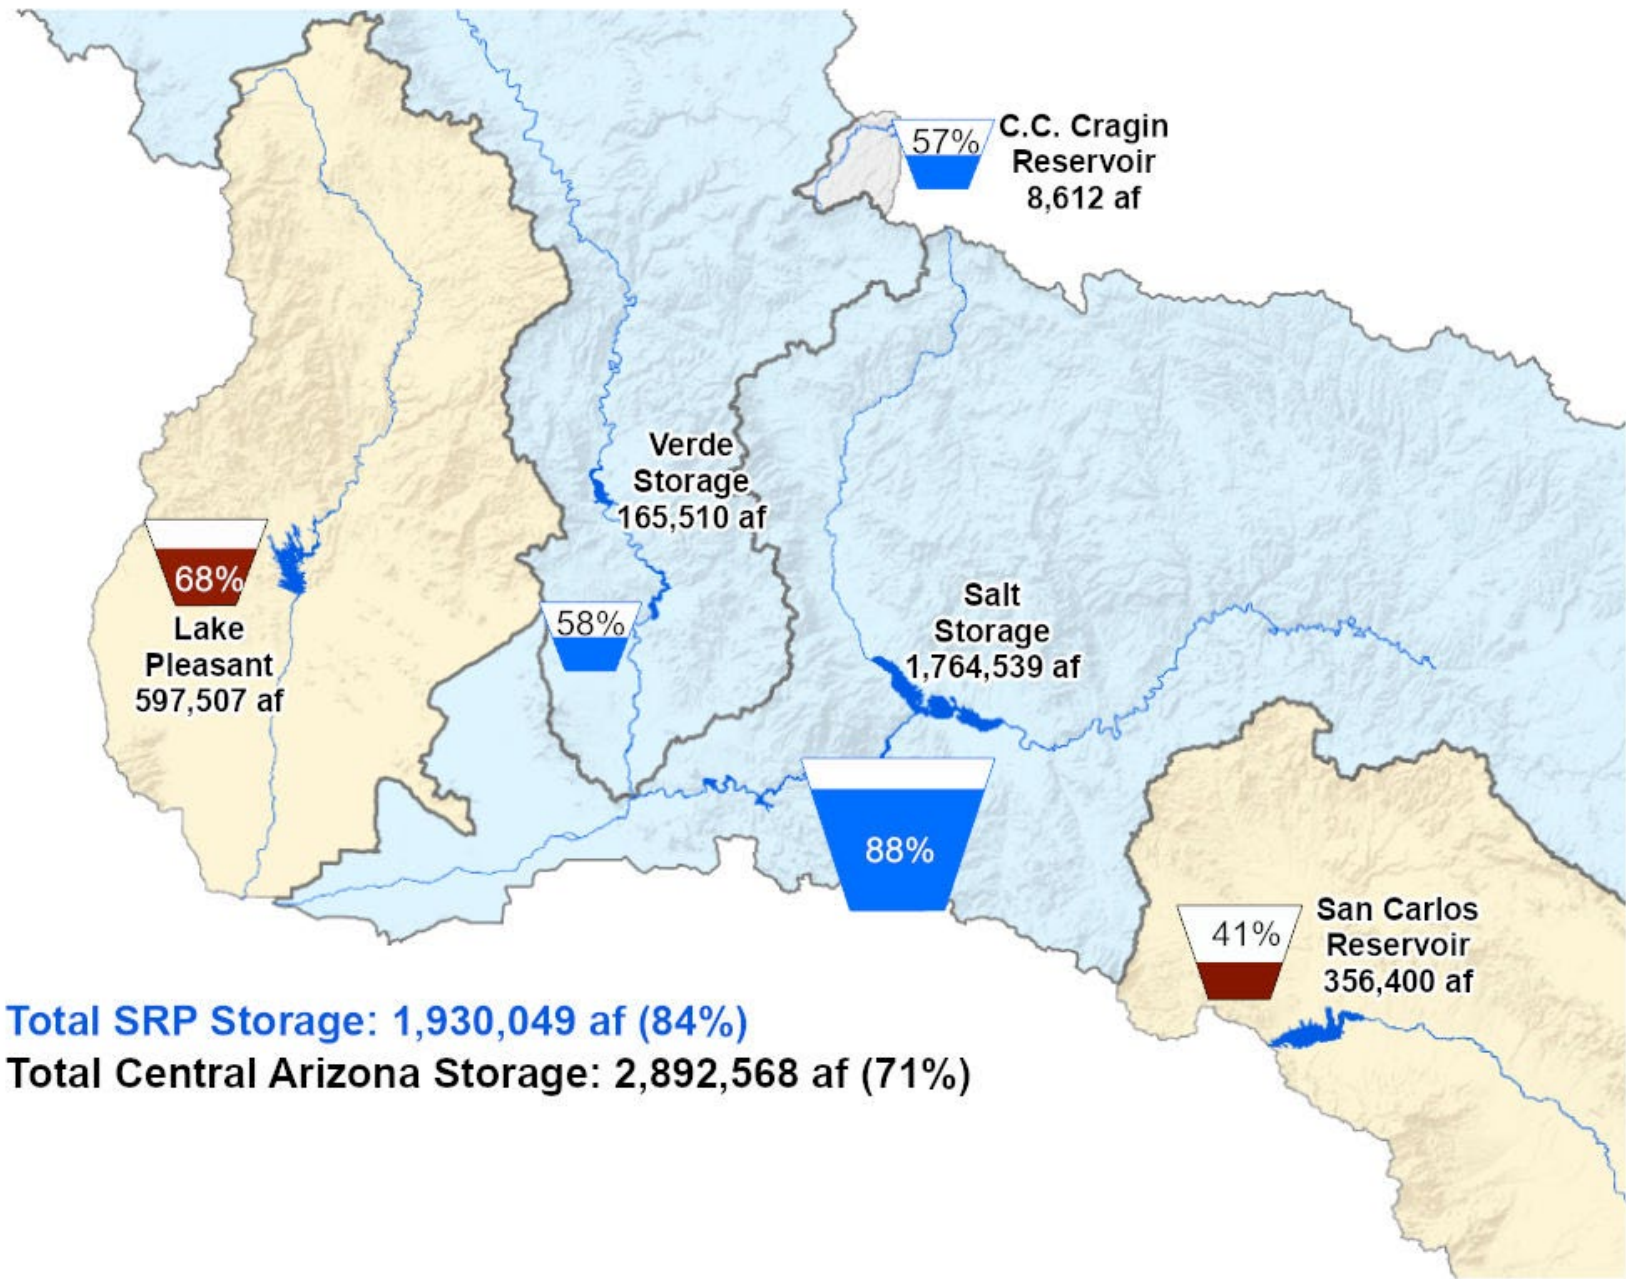 57%
C.C. Cragin
Reservoir
8,612 af
Verde
Storage
165,510 af
68%
Lake
Pleasant
597,507 af
58%
Salt
Storage
1,764,539 af
88%
41%
San Carlos
Reservoir
356,400 af
Total SRP Storage: 1,930,049 af (84%)
Total Central Arizona Storage: 2,892,568 af (71%)